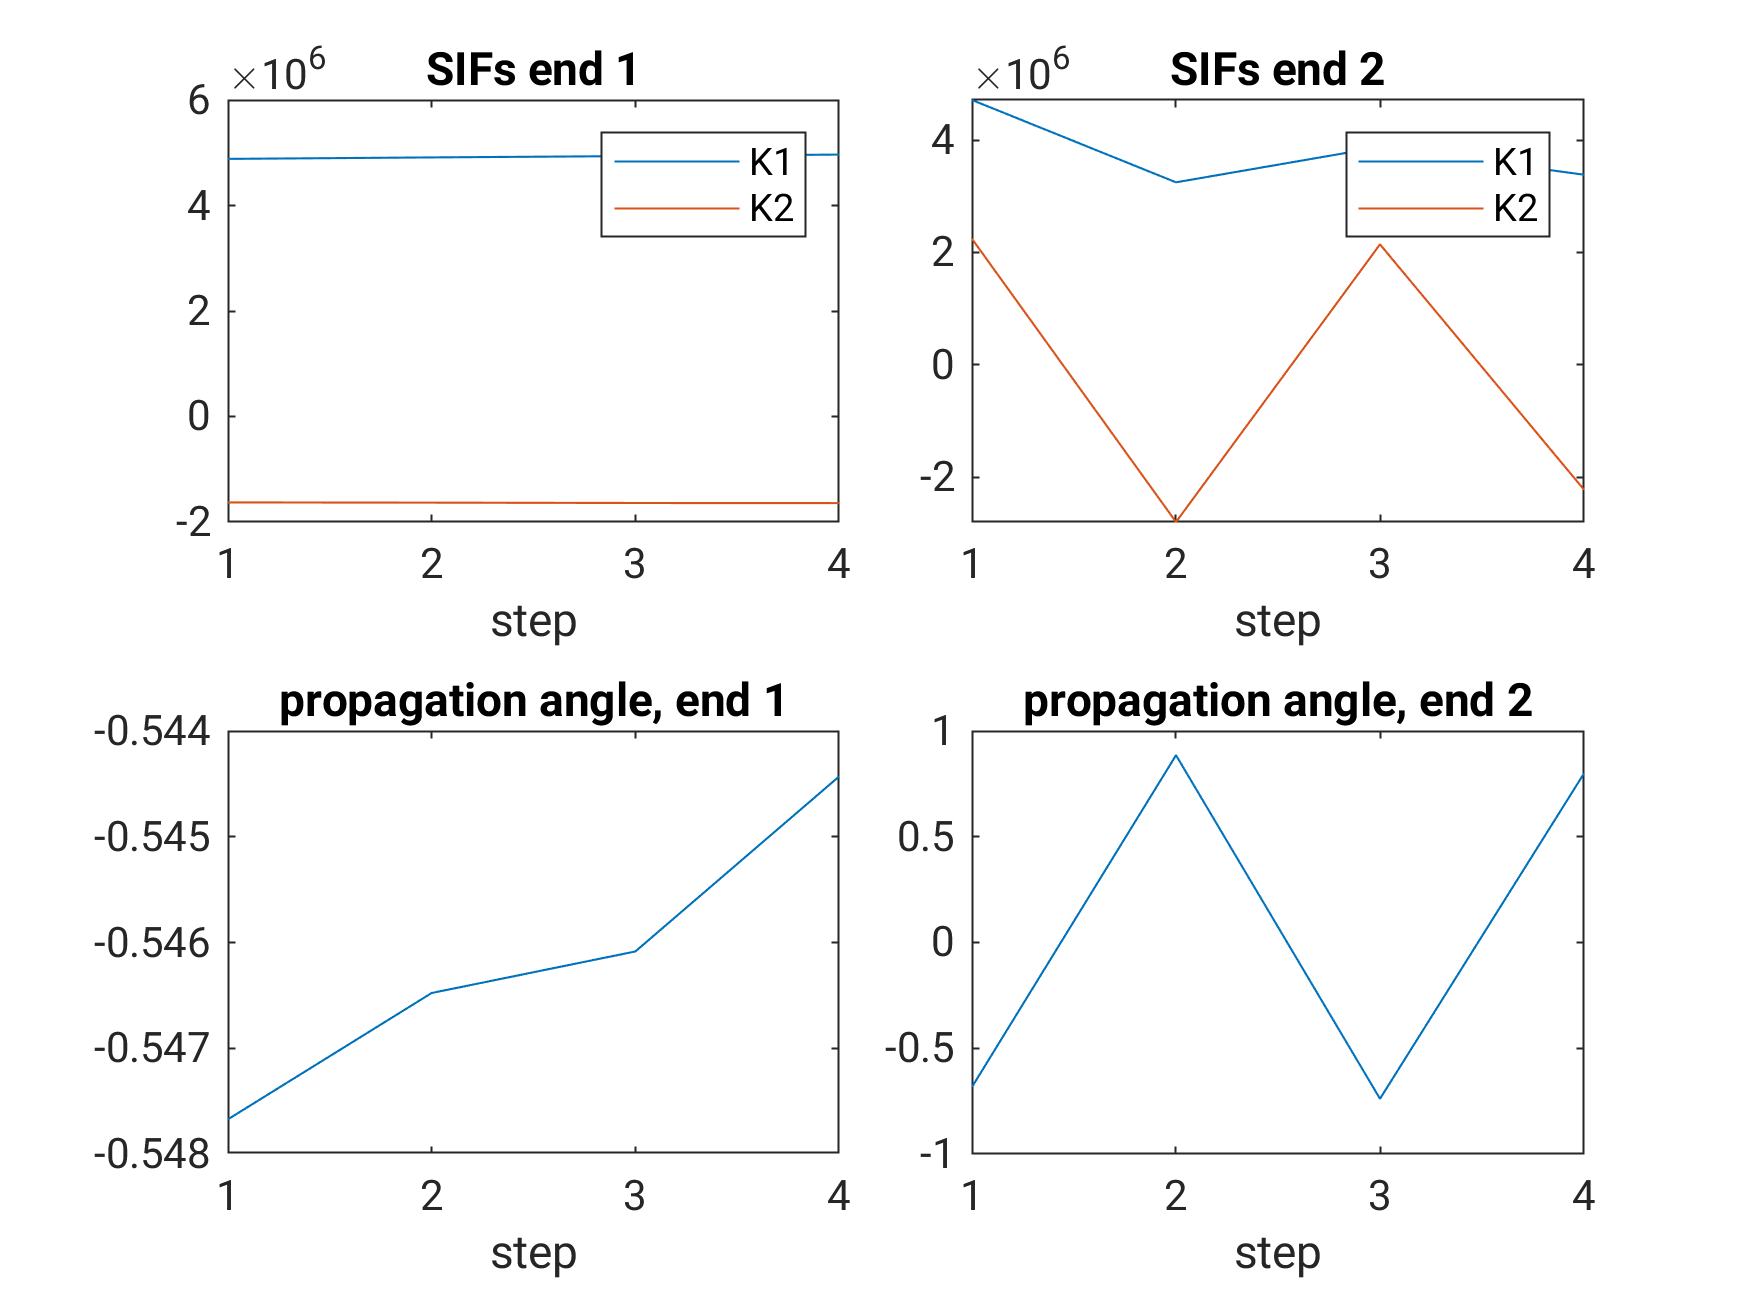 ×10^6 SIFs end 1
6
4
2
0
-2
K1
K2
1 2 3 4
step
×10^6 SIFs end 2
4
2
0
-2
K1
K2
1 2 3 4
step
propagation angle, end 1
-0.544
-0.545
-0.546
-0.547
-0.548
1 2 3 4
step
propagation angle, end 2
1
0.5
0
-0.5
-1
1 2 3 4
step